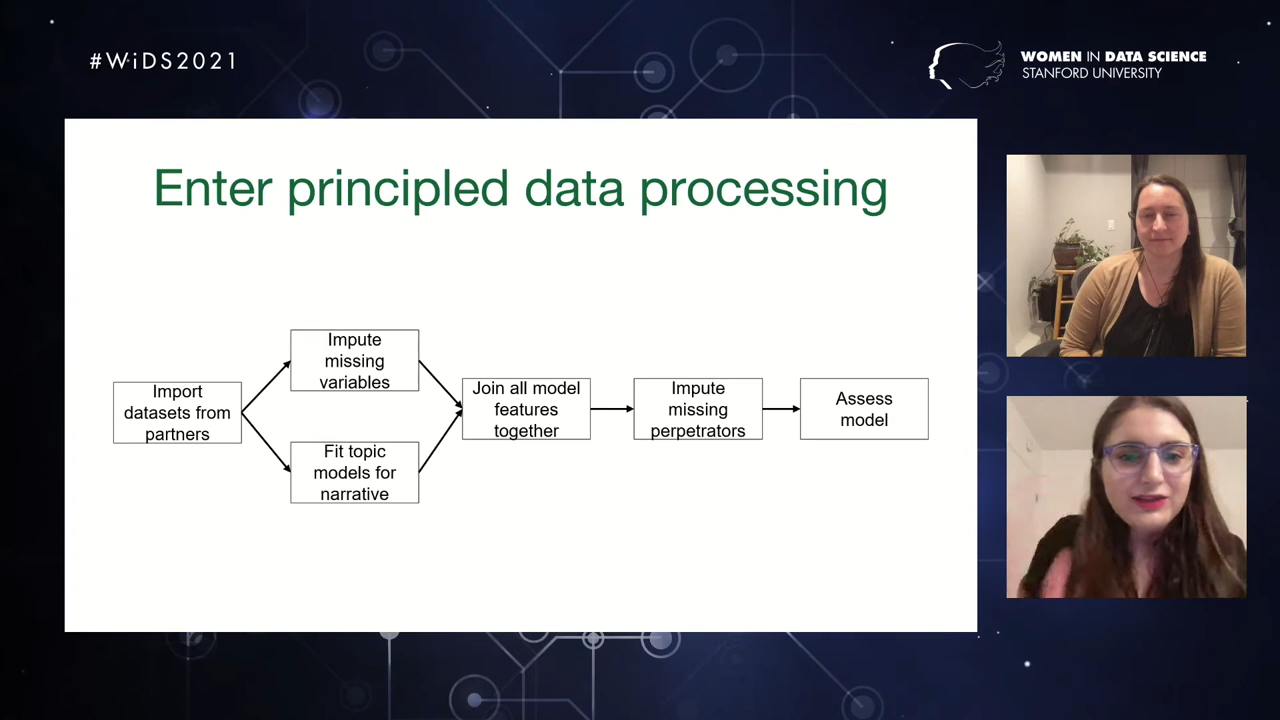 #WiDS2021
WOMEN IN DATA SCIENCE
STANFORD UNIVERSITY
Enter principled data processing
Import
datasets from
partners
Impute
missing
variables
Fit topic
models for
narrative
Join all model
features
together
Impute
missing
perpetrators
Assess
model